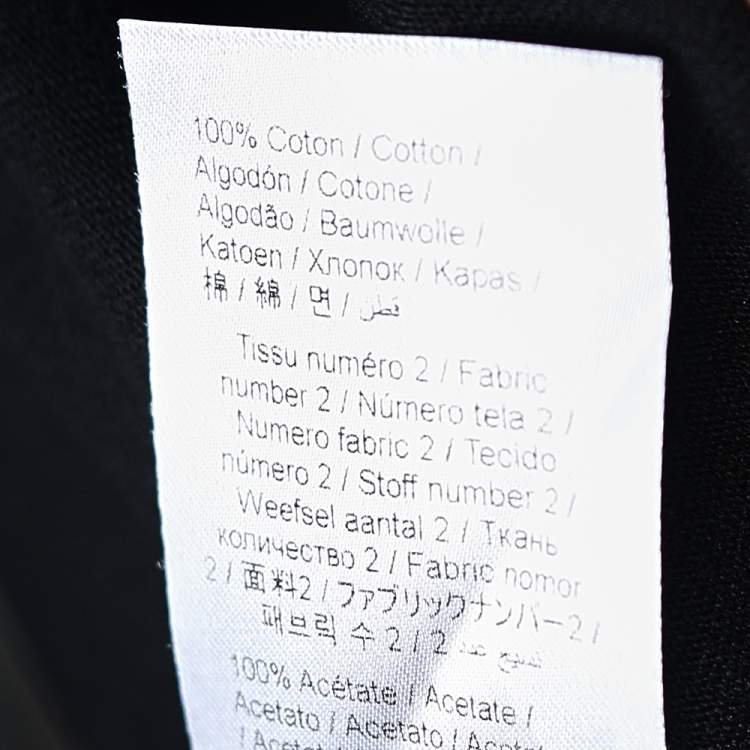 100% Coton / Cotton /
Algodón / Cotone /
Algodão / Baumwolle /
Katoen / Хлопок / Kapas /
棉 / 綿 / 면 / قطن
Tissu numéro 2 / Fabric
number 2 / Número tela 2 /
Numero fabric 2 / Tecido
número 2 / Stoff number 2 /
Weefsel aantal 2 / Ткань
количество 2 / Fabric nomor
2 / 面料2 / ファブリックナンバー2 /
패브릭 수 2 / 2 نسيج عدد
100% Acétate / Acetate /
Acetato / Acetato /
/ Acetat